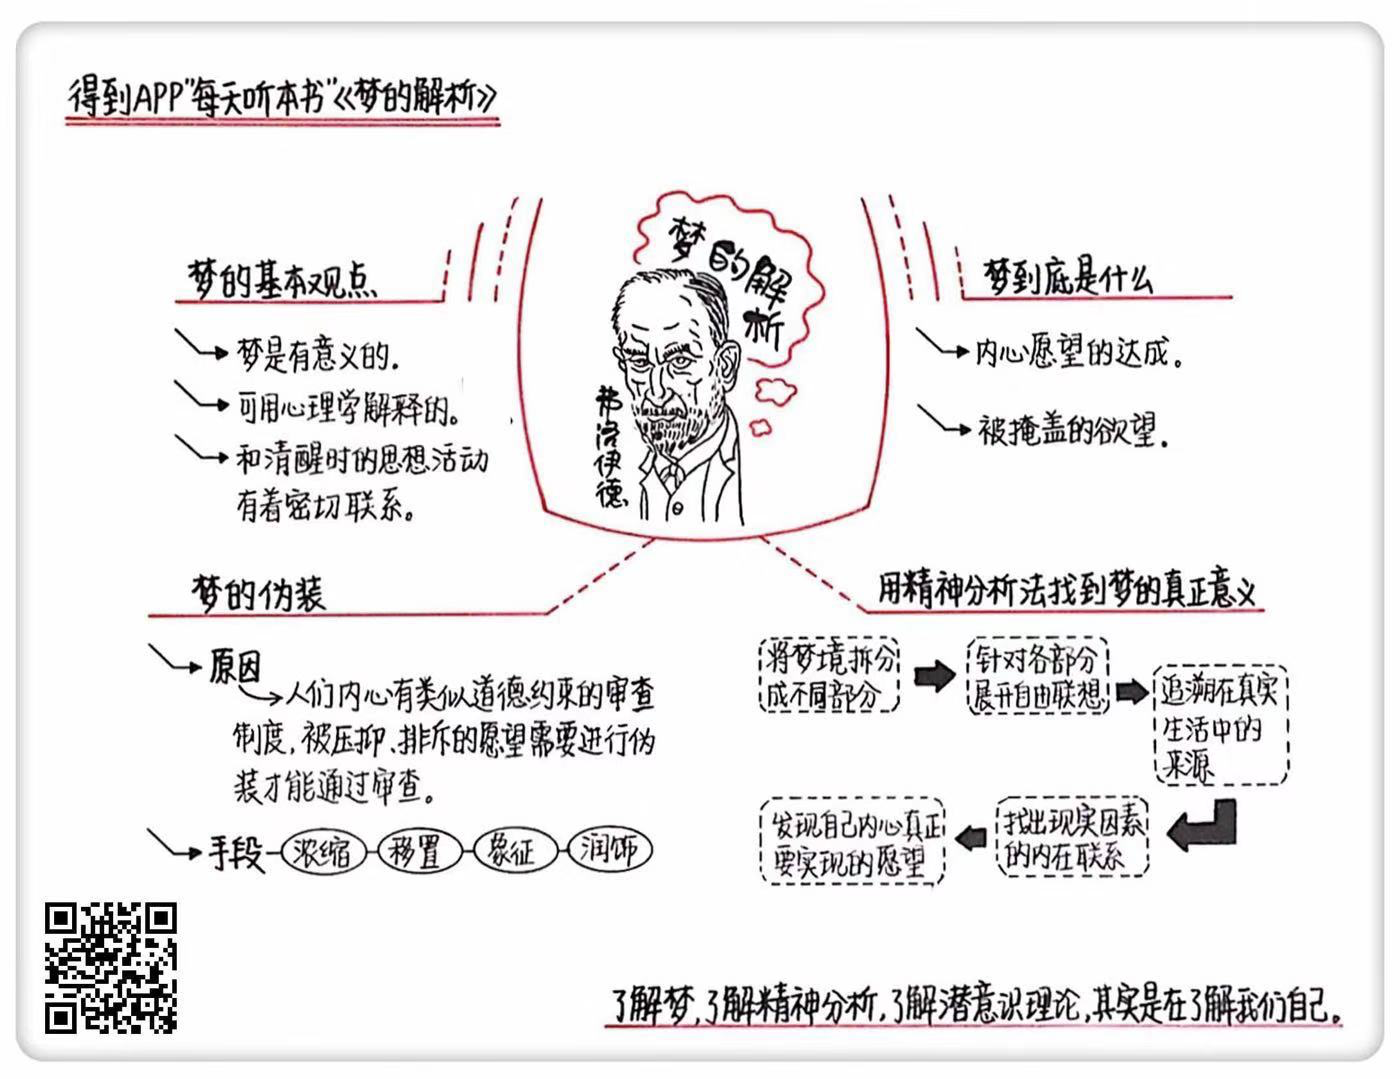 得到APP"每天听本书"《梦的解析》
梦的解析
弗洛伊德
梦的基本观点
梦是有意义的.
可用心理学解释的。
和清醒时的思想活动
有着密切联系。
梦到底是什么
内心愿望的达成。
被掩盖的欲望.
梦的伪装
原因
人们内心有类似道德约束的审查
制度,被压抑、排斥的愿望需要进行伪
装才能通过审查。
手段 浓缩 移置 象征 润饰
用精神分析法找到梦的真正意义
将梦境拆分
成不同部分
针对各部分
展开自由联想
追溯在真实
生活中的
来源
找出现实因素
的内在联系
发现自己内心真正
要实现的愿望
了解梦,了解精神分析,了解潜意识理论,其实是在了解我们自己。